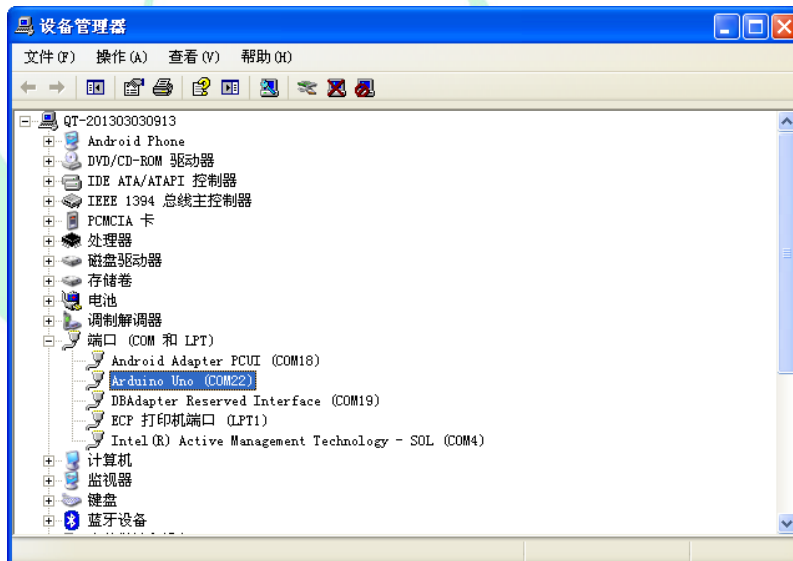 设备管理器
文件(F) 操作(A) 查看(V) 帮助(H)
QT-201303030913
Android Phone
DVD/CD-ROM 驱动器
IDE ATA/ATAPI 控制器
IEEE 1394 总线主控制器
PCMCIA 卡
处理器
磁盘驱动器
存储卷
电池
调制解调器
端口 (COM 和 LPT)
Android Adapter PCUI (COM18)
Arduino Uno (COM22)
DBAdapter Reserved Interface (COM19)
ECP 打印机端口 (LPT1)
Intel(R) Active Management Technology - SOL (COM4)
计算机
监视器
键盘
蓝牙设备